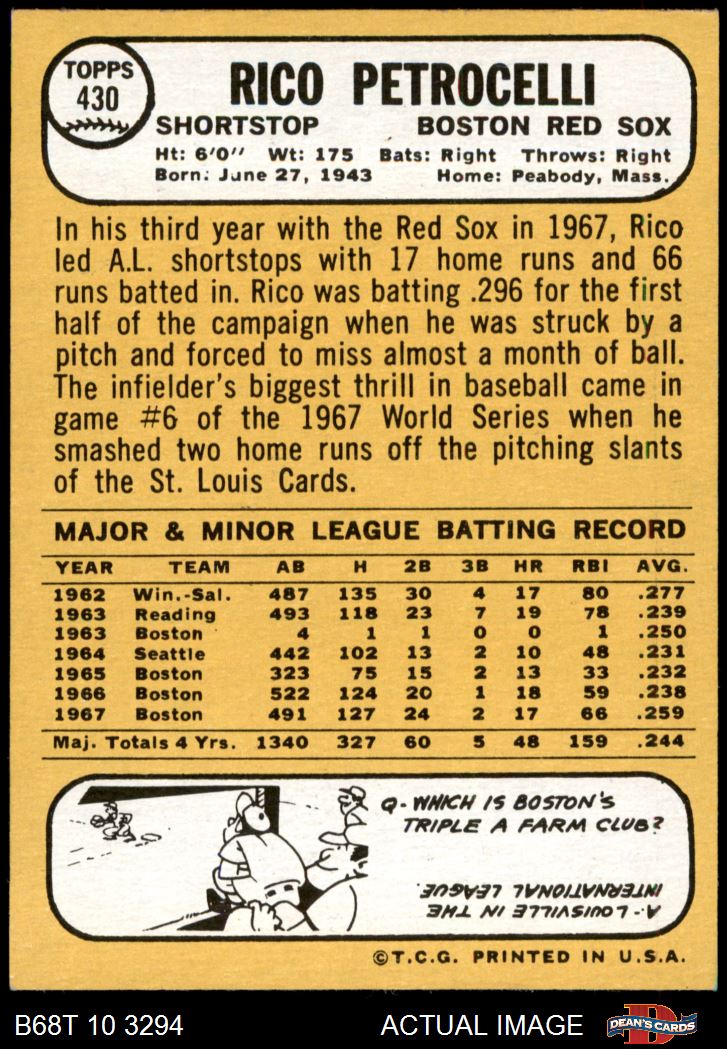 TOPPS
430
RICO PETROCELLI
SHORTSTOP BOSTON RED SOX
Ht: 6'0" Wt: 175 Bats: Right Throws: Right
Born: June 27, 1943 Home: Peabody, Mass.
In his third year with the Red Sox in 1967, Rico
led A.L. shortstops with 17 home runs and 66
runs batted in. Rico was batting .296 for the first
half of the campaign when he was struck by a
pitch and forced to miss almost a month of ball.
The infielder's biggest thrill in baseball came in
game #6 of the 1967 World Series when he
smashed two home runs off the pitching slants
of the St. Louis Cards.
MAJOR & MINOR LEAGUE BATTING RECORD
YEAR TEAM AB H 2B 3B HR RBI AVG.
1962 Win.-Sal. 487 135 30 4 17 80 .277
1963 Reading 493 118 23 7 19 78 .239
1963 Boston 4 1 1 0 0 1 .250
1964 Seattle 442 102 13 2 10 48 .231
1965 Boston 323 75 15 2 13 33 .232
1966 Boston 522 124 20 1 18 59 .238
1967 Boston 491 127 24 2 17 66 .259
Maj. Totals 4 Yrs. 1340 327 60 5 48 159 .244
Q-WHICH IS BOSTON'S
TRIPLE A FARM CLUB?
A-LOUISVILLE IN THE
INTERNATIONAL LEAGUE.
©T.C.G. PRINTED IN U.S.A.
B68T 10 3294 ACTUAL IMAGE
D
DEAN'S CARDS